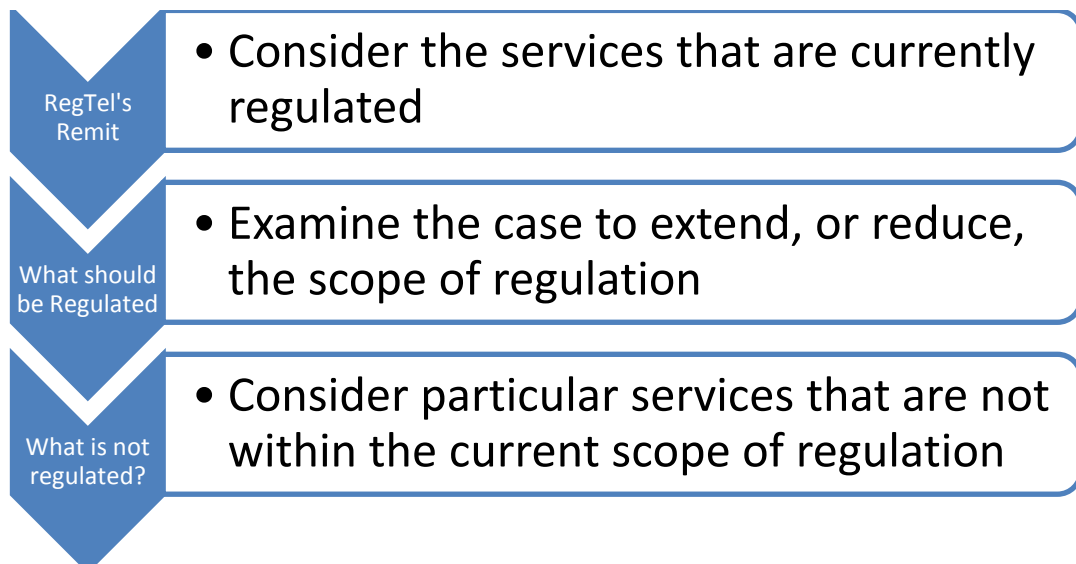 RegTel's
Remit
• Consider the services that are currently
regulated
What should
be Regulated
• Examine the case to extend, or reduce,
the scope of regulation
What is not
regulated?
• Consider particular services that are not
within the current scope of regulation